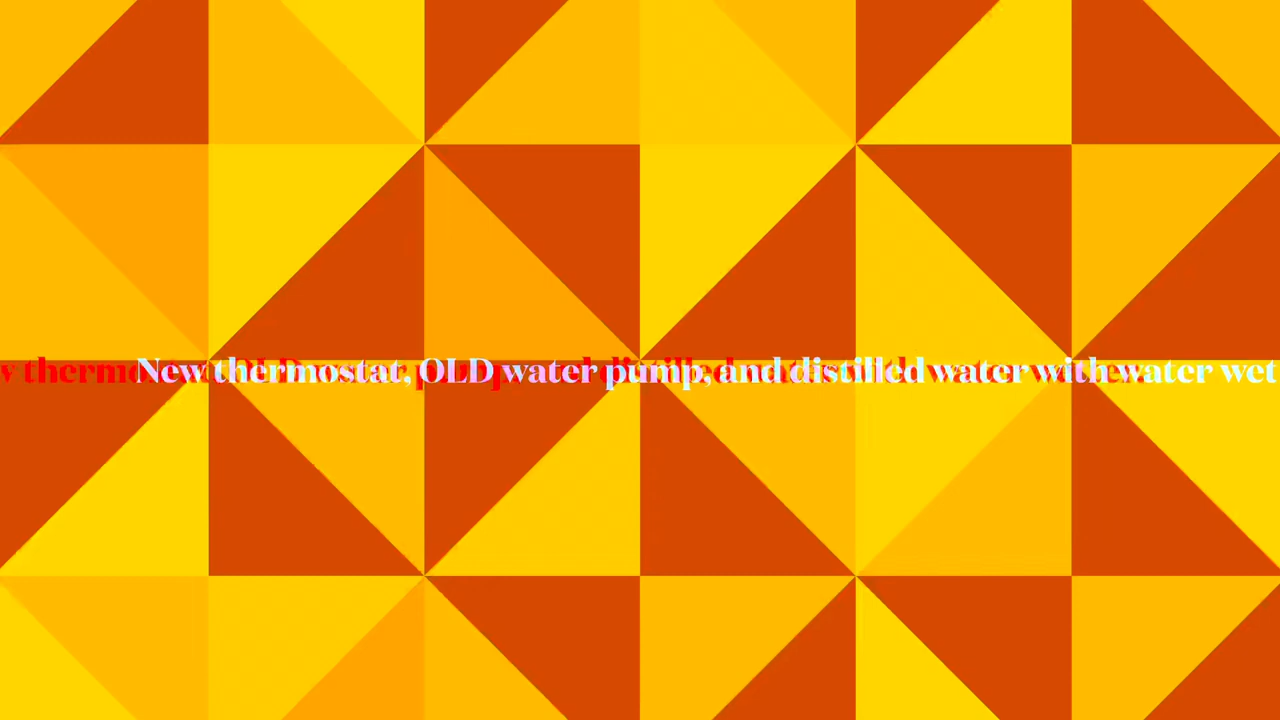 New thermostat, OLD water pump, and distilled water with water wet